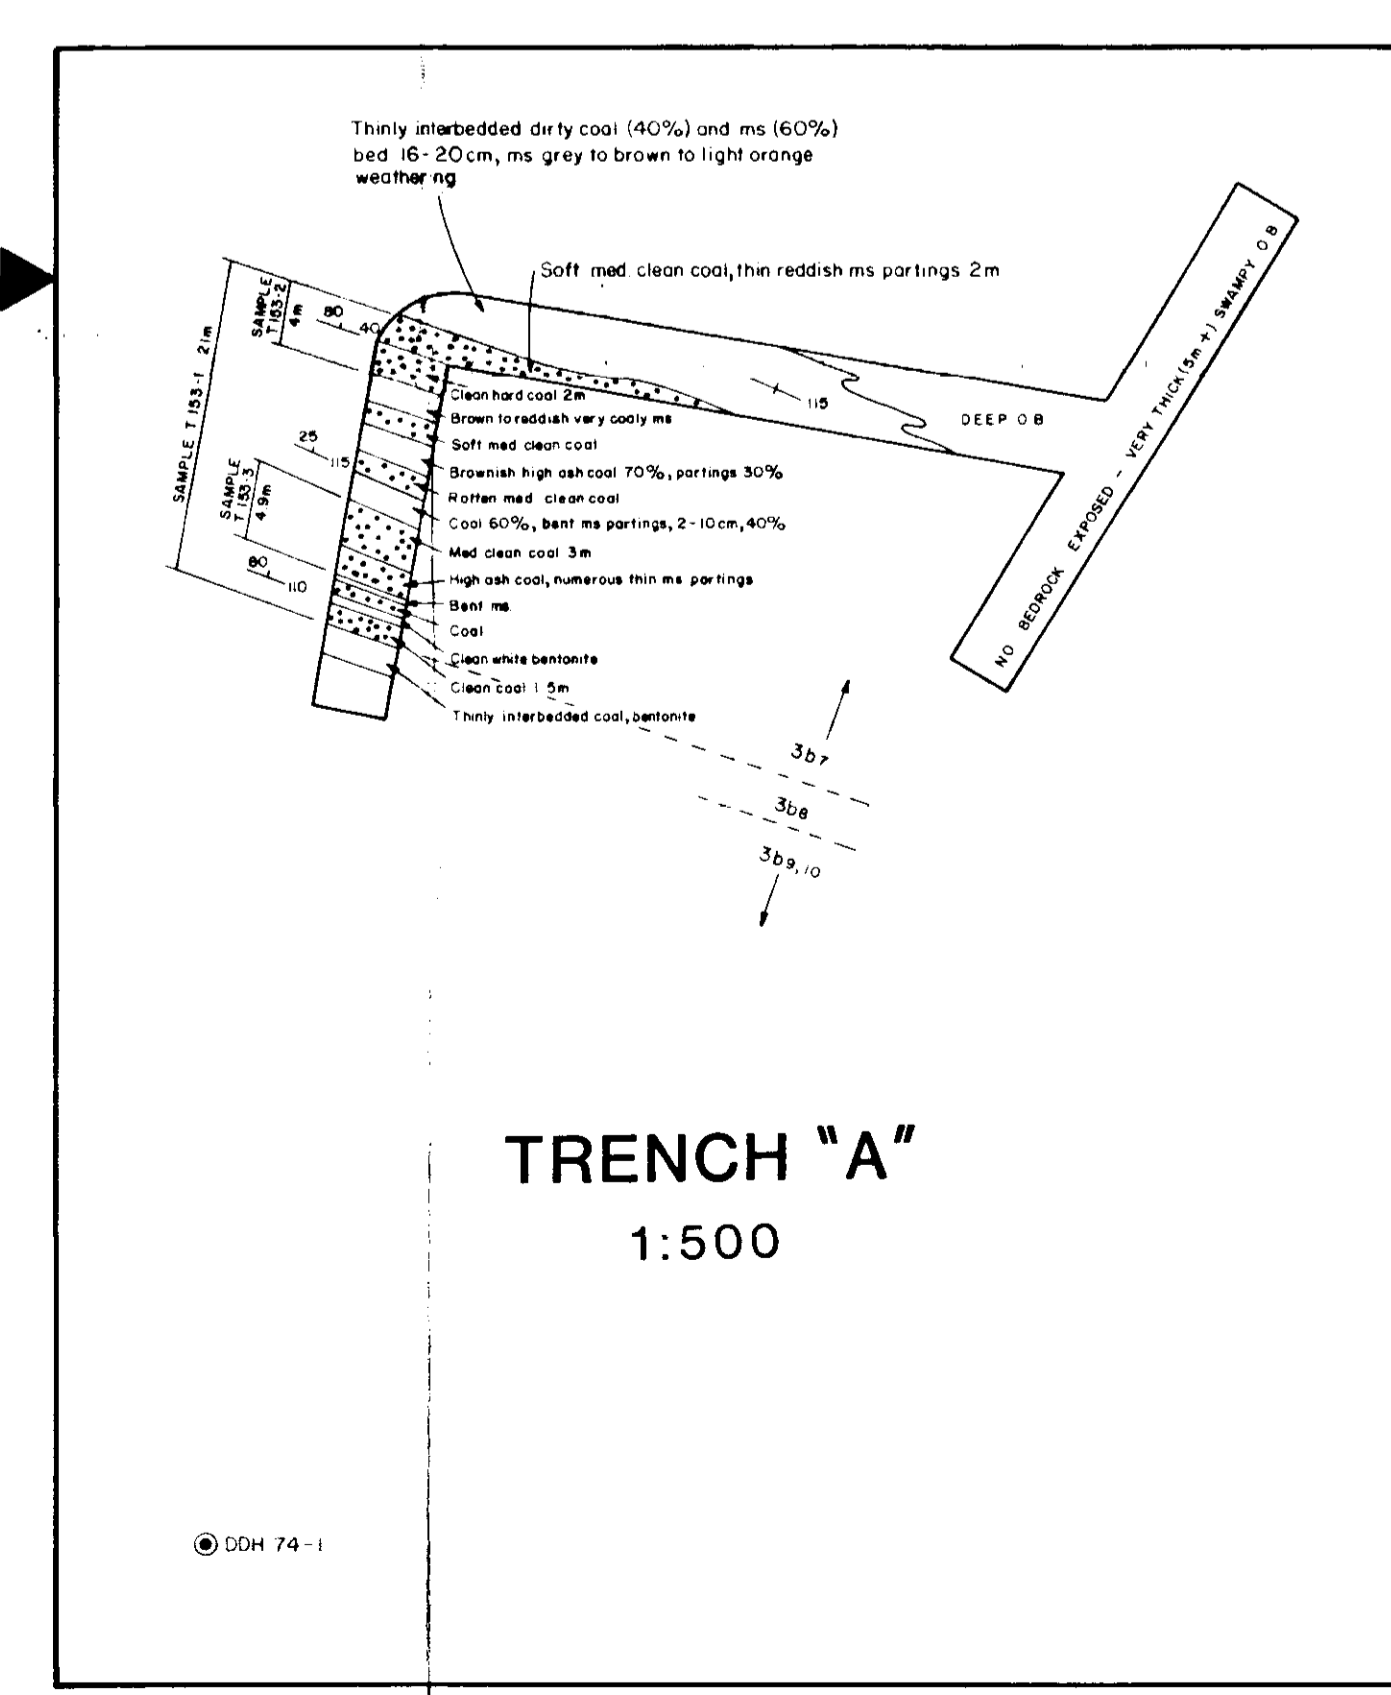 Thinly interbedded dirty coal (40%) and ms (60%)
bed 16-20cm, ms grey to brown to light orange
weathering
Soft med. clean coal, thin reddish ms partings 2m
SAMPLE T 153-1 21m
SAMPLE
T 153-2
4m
80
40
Clean hard coal 2m
Brown to reddish very coaly ms
Soft med clean coal
Brownish high ash coal 70%, partings 30%
Rotten med clean coal
Coal 60%, bent ms partings, 2-10cm, 40%
Med clean coal 3m
High ash coal, numerous thin ms partings
Bent ms.
Coal
Clean white bentonite
Clean coal 1 5m
Thinly interbedded coal, bentonite
25
115
SAMPLE
T 153-3
4.9m
80
110
115
DEEP OB
NO BEDROCK EXPOSED - VERY THICK (5m +) SWAMPY OB
3b7
3b8
3b9,10
TRENCH "A"
1:500
DDH 74-1